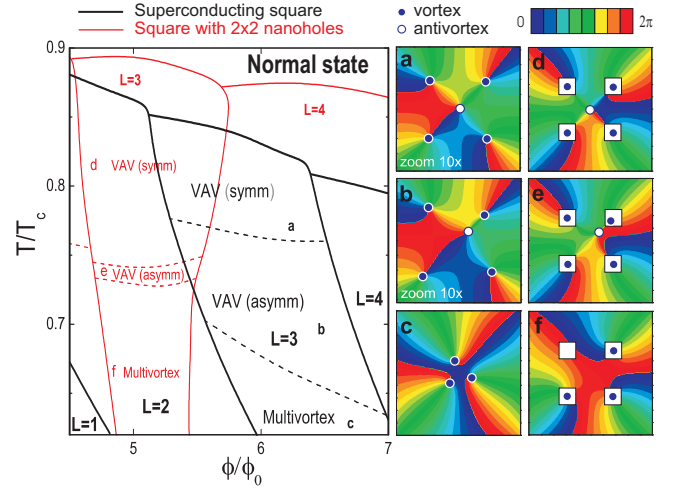 Superconducting square
Square with 2x2 nanoholes
vortex
antivortex
0
2π
0.9
0.8
0.7
T/Tc
Normal state
L=3
L=4
d
VAV (symm)
VAV (symm)
a
e
VAV (asymm)
VAV (asymm)
L=4
L=3
b
f
Multivortex
L=1
L=2
Multivortex
c
5
6
7
ϕ/ϕ0
a
zoom 10x
d
b
zoom 10x
e
c
f